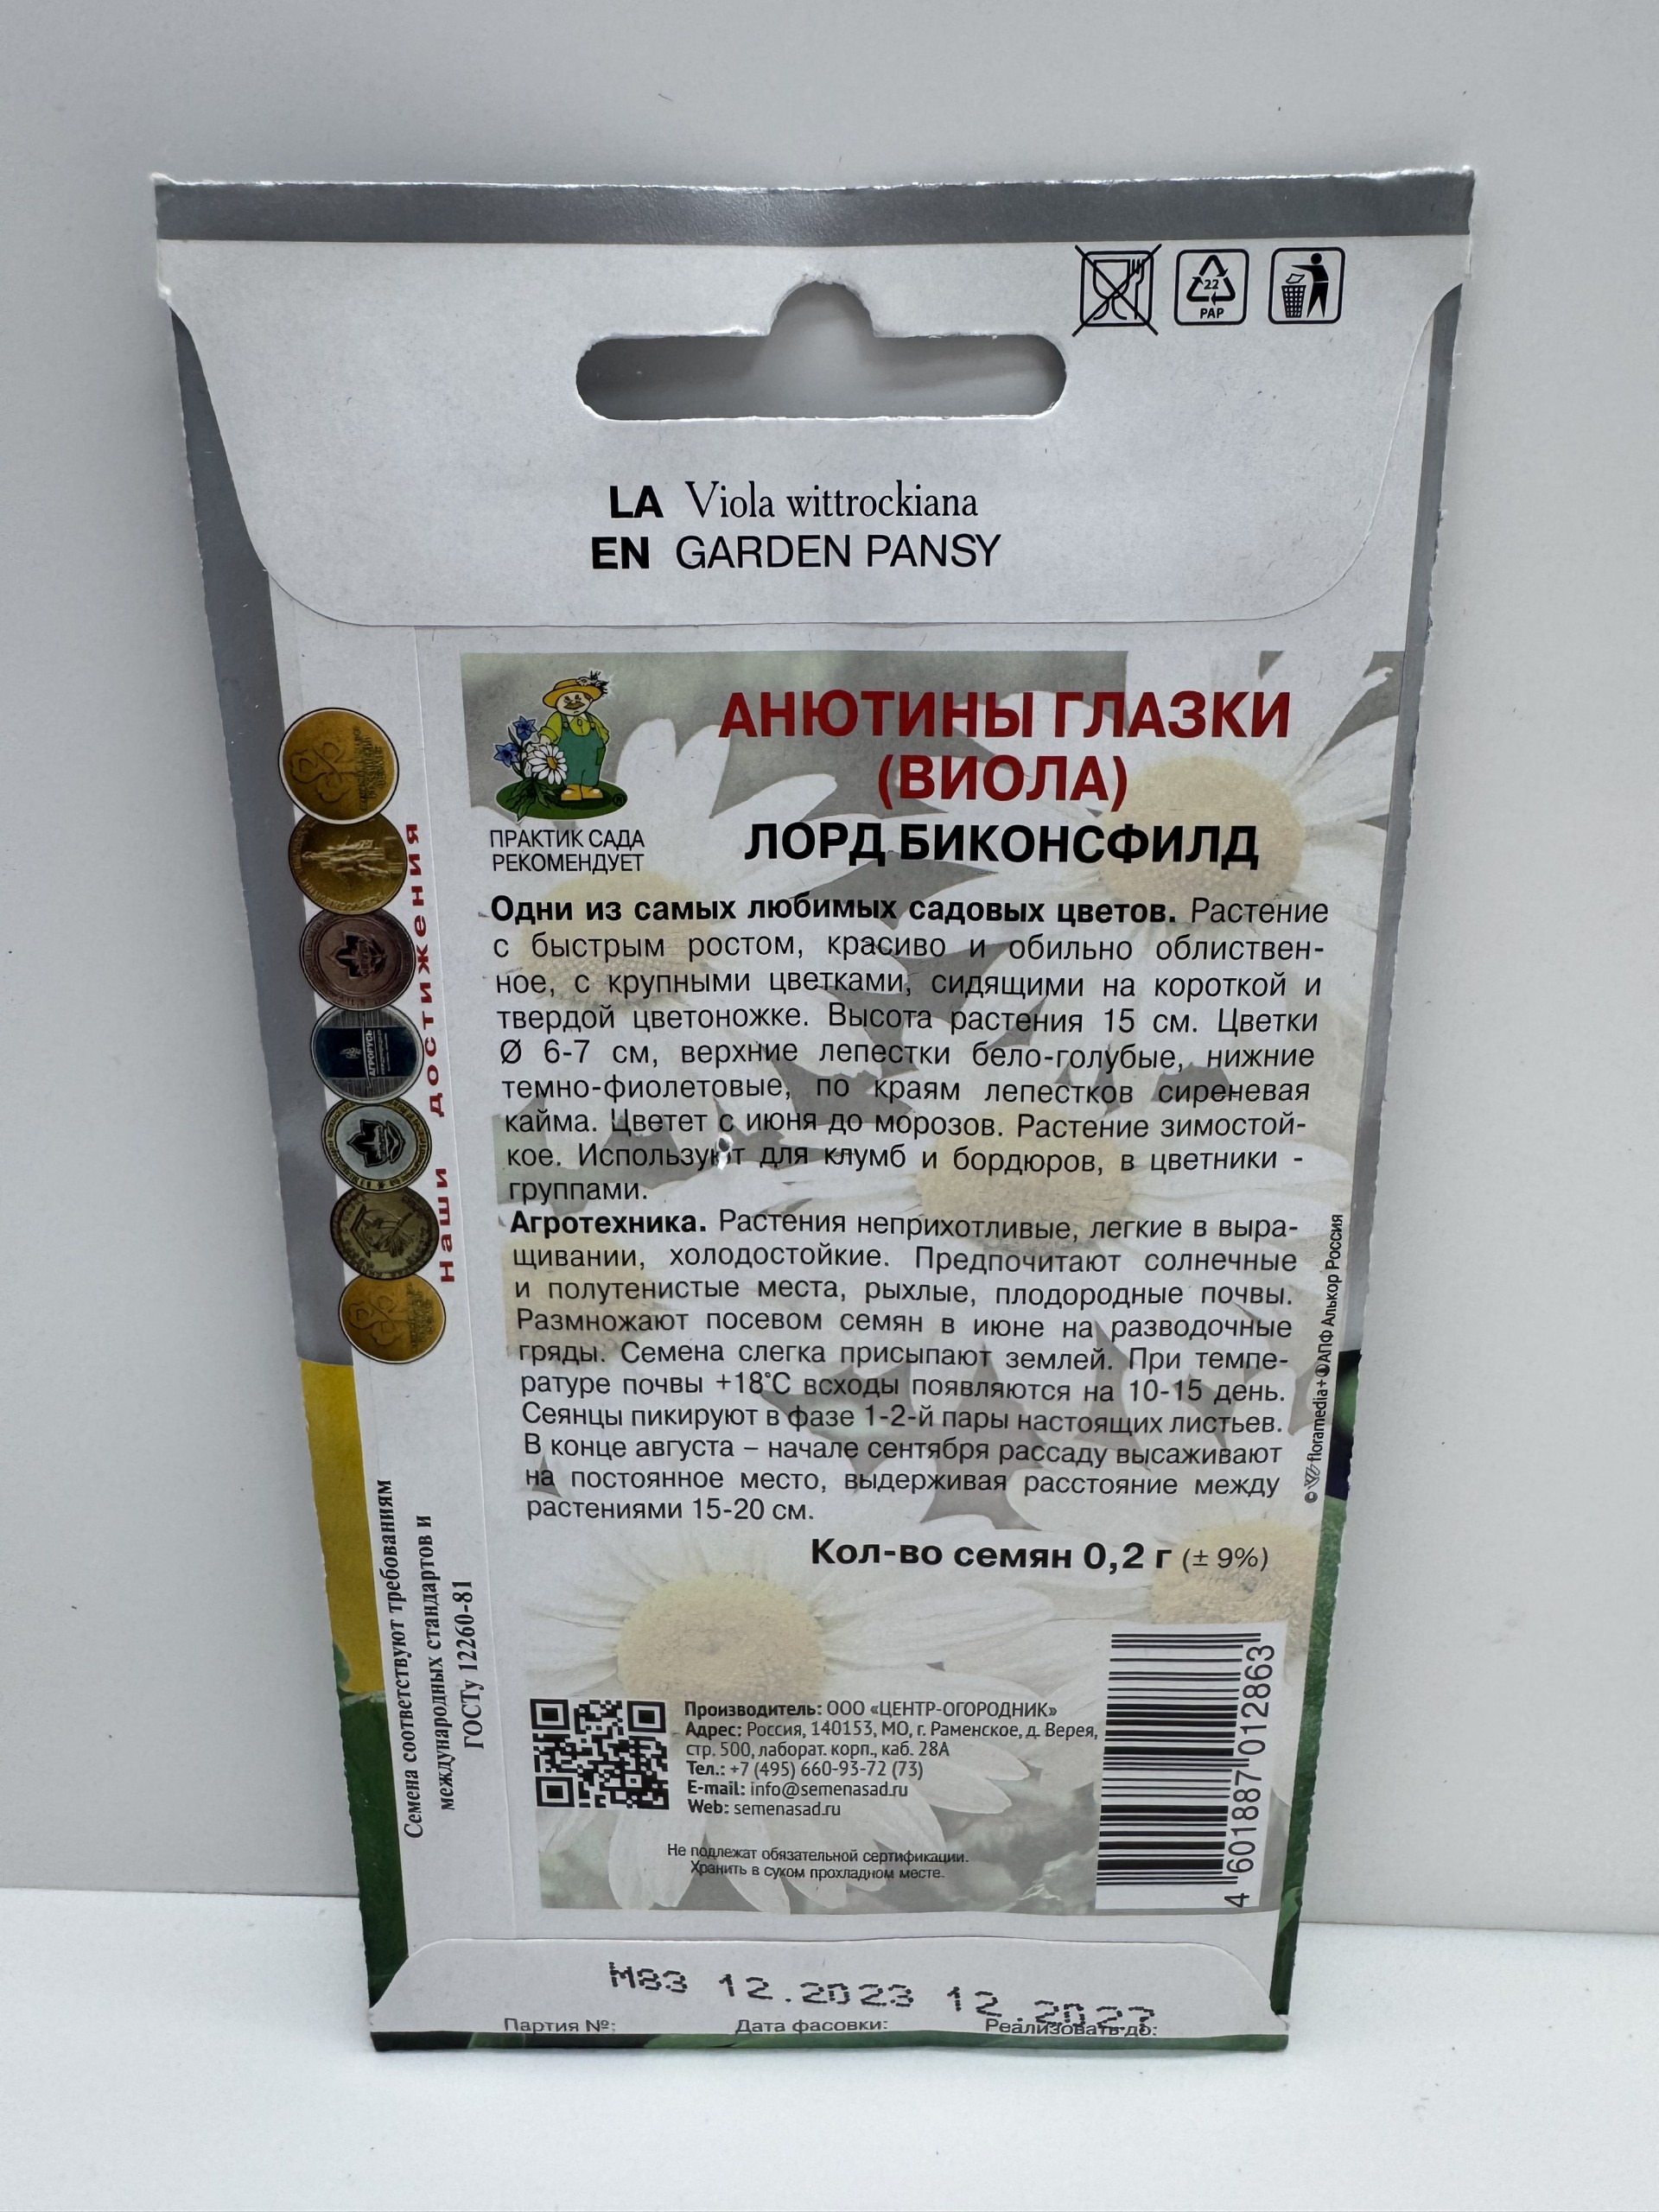 22
PAP
LA Viola wittrockiana
EN GARDEN PANSY
ПРАКТИК САДА
РЕКОМЕНДУЕТ
АНЮТИНЫ ГЛАЗКИ
(ВИОЛА)
ЛОРД БИКОНСФИЛД
Одни из самых любимых садовых цветов. Растение
с быстрым ростом, красиво и обильно облиствен-
ное, с крупными цветками, сидящими на короткой и
твердой цветоножке. Высота растения 15 см. Цветки
Ø 6-7 см, верхние лепестки бело-голубые, нижние
темно-фиолетовые, по краям лепестков сиреневая
кайма. Цветет с июня до морозов. Растение зимостой-
кое. Используют для клумб и бордюров, в цветники -
группами.
Агротехника. Растения неприхотливые, легкие в выра-
щивании, холодостойкие. Предпочитают солнечные
и полутенистые места, рыхлые, плодородные почвы.
Размножают посевом семян в июне на разводочные
гряды. Семена слегка присыпают землей. При темпе-
ратуре почвы +18°С всходы появляются на 10-15 день.
Сеянцы пикируют в фазе 1-2-й пары настоящих листьев.
В конце августа – начале сентября рассаду высаживают
на постоянное место, выдерживая расстояние между
растениями 15-20 см.
Кол-во семян 0,2 г (± 9%)
наши достижения
АГРОРУСЬ
Семена соответствуют требованиям
международных стандартов и
ГОСТу 12260-81
© floramedia+©АПФ Алькор Россия
Производитель: ООО «ЦЕНТР-ОГОРОДНИК»
Адрес: Россия, 140153, МО, г. Раменское, д. Верея,
стр. 500, лаборат. корп., каб. 28А
Тел.: +7 (495) 660-93-72 (73)
E-mail: info@semenasad.ru
Web: semenasad.ru
Не подлежат обязательной сертификации.
Хранить в сухом прохладном месте.
4 601887 012863
М83 12.2023 12.2027
Партия №: Дата фасовки: Реализовать до: